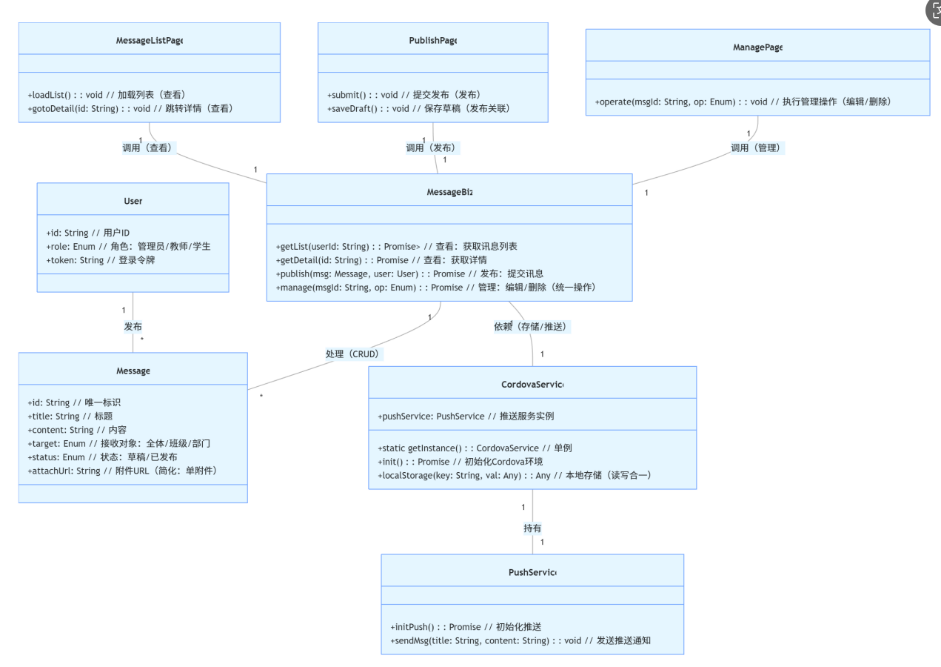 MessageListPage
+loadList() : : void // 加载列表（查看）
+gotoDetail(id: String) : : void // 跳转详情（查看）
PublishPage
+submit() : : void // 提交发布（发布）
+saveDraft() : : void // 保存草稿（发布关联）
ManagePage
+operate(msgId: String, op: Enum) : : void // 执行管理操作（编辑/删除）
1
调用（查看）
1
1
调用（发布）
1
1
调用（管理）
1
User
+id: String // 用户ID
+role: Enum // 角色：管理员/教师/学生
+token: String // 登录令牌
MessageBiz
+getList(userId: String) : : Promise> // 查看：获取讯息列表
+getDetail(id: String) : : Promise // 查看：获取详情
+publish(msg: Message, user: User) : : Promise // 发布：提交讯息
+manage(msgId: String, op: Enum) : : Promise // 管理：编辑/删除（统一操作）
1
发布
*
1
处理（CRUD）
*
1
依赖（存储/推送）
1
Message
+id: String // 唯一标识
+title: String // 标题
+content: String // 内容
+target: Enum // 接收对象：全体/班级/部门
+status: Enum // 状态：草稿/已发布
+attachUrl: String // 附件URL（简化：单附件）
CordovaService
+pushService: PushService // 推送服务实例
+static getInstance() : : CordovaService // 单例
+init() : : Promise // 初始化Cordova环境
+localStorage(key: String, val: Any) : : Any // 本地存储（读写合一）
1
持有
1
PushService
+initPush() : : Promise // 初始化推送
+sendMsg(title: String, content: String) : : void // 发送推送通知